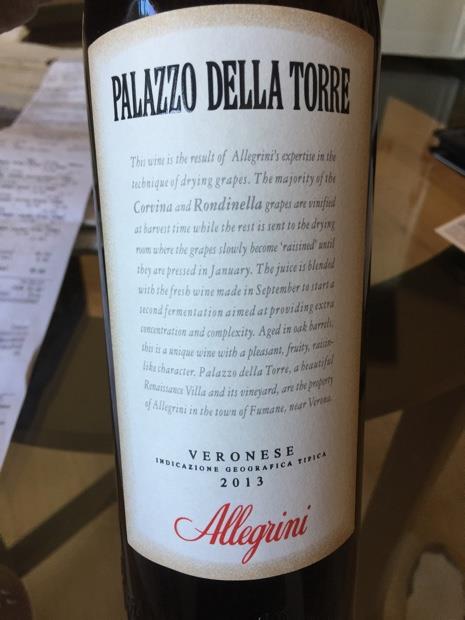 PALAZZO DELLA TORRE
This wine is the result of Allegrini's expertise in the
technique of drying grapes. The majority of the
Corvina and Rondinella grapes are vinified
at harvest time while the rest is sent to the drying
room where the grapes slowly become 'raisined' until
they are pressed in January. The juice is blended
with the fresh wine made in September to start a
second fermentation aimed at providing extra
concentration and complexity. Aged in oak barrels,
this is a unique wine with a pleasant, fruity, raisin-
like character. Palazzo della Torre, a beautiful
Renaissance Villa and its vineyard, are the property
of Allegrini in the town of Fumane, near Verona.
VERONESE
INDICAZIONE GEOGRAFICA TIPICA
2013
Allegrini